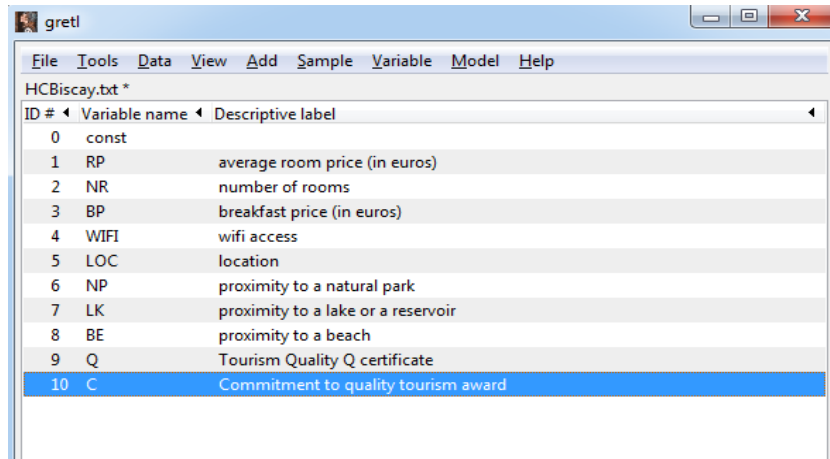 gretl
File Tools Data View Add Sample Variable Model Help
HCBiscay.txt *
ID # Variable name Descriptive label
0 const
1 RP average room price (in euros)
2 NR number of rooms
3 BP breakfast price (in euros)
4 WIFI wifi access
5 LOC location
6 NP proximity to a natural park
7 LK proximity to a lake or a reservoir
8 BE proximity to a beach
9 Q Tourism Quality Q certificate
10 C Commitment to quality tourism award